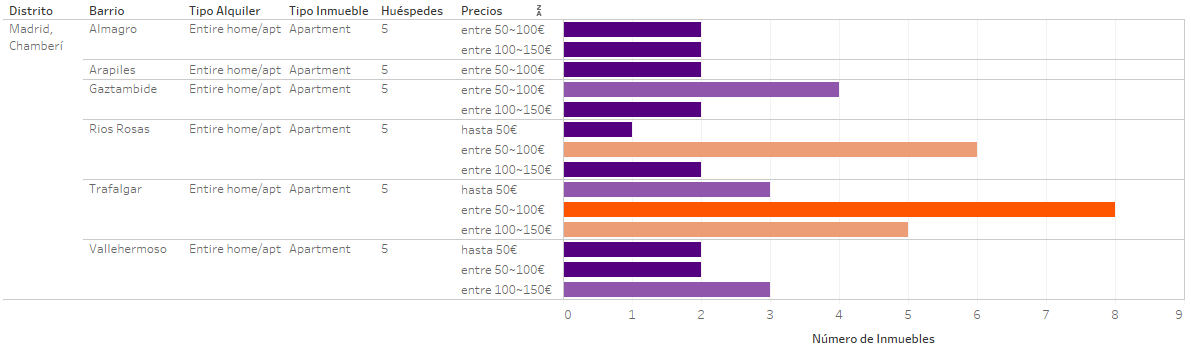 Distrito Barrio Tipo Alquiler Tipo Inmueble Huéspedes Precios Z A
Madrid, Chamberí Almagro Entire home/apt Apartment 5 entre 50~100€
entre 100~150€
Arapiles Entire home/apt Apartment 5 entre 50~100€
Gaztambide Entire home/apt Apartment 5 entre 50~100€
entre 100~150€
Rios Rosas Entire home/apt Apartment 5 hasta 50€
entre 50~100€
entre 100~150€
Trafalgar Entire home/apt Apartment 5 hasta 50€
entre 50~100€
entre 100~150€
Vallehermoso Entire home/apt Apartment 5 hasta 50€
entre 50~100€
entre 100~150€
0 1 2 3 4 5 6 7 8 9
Número de Inmuebles